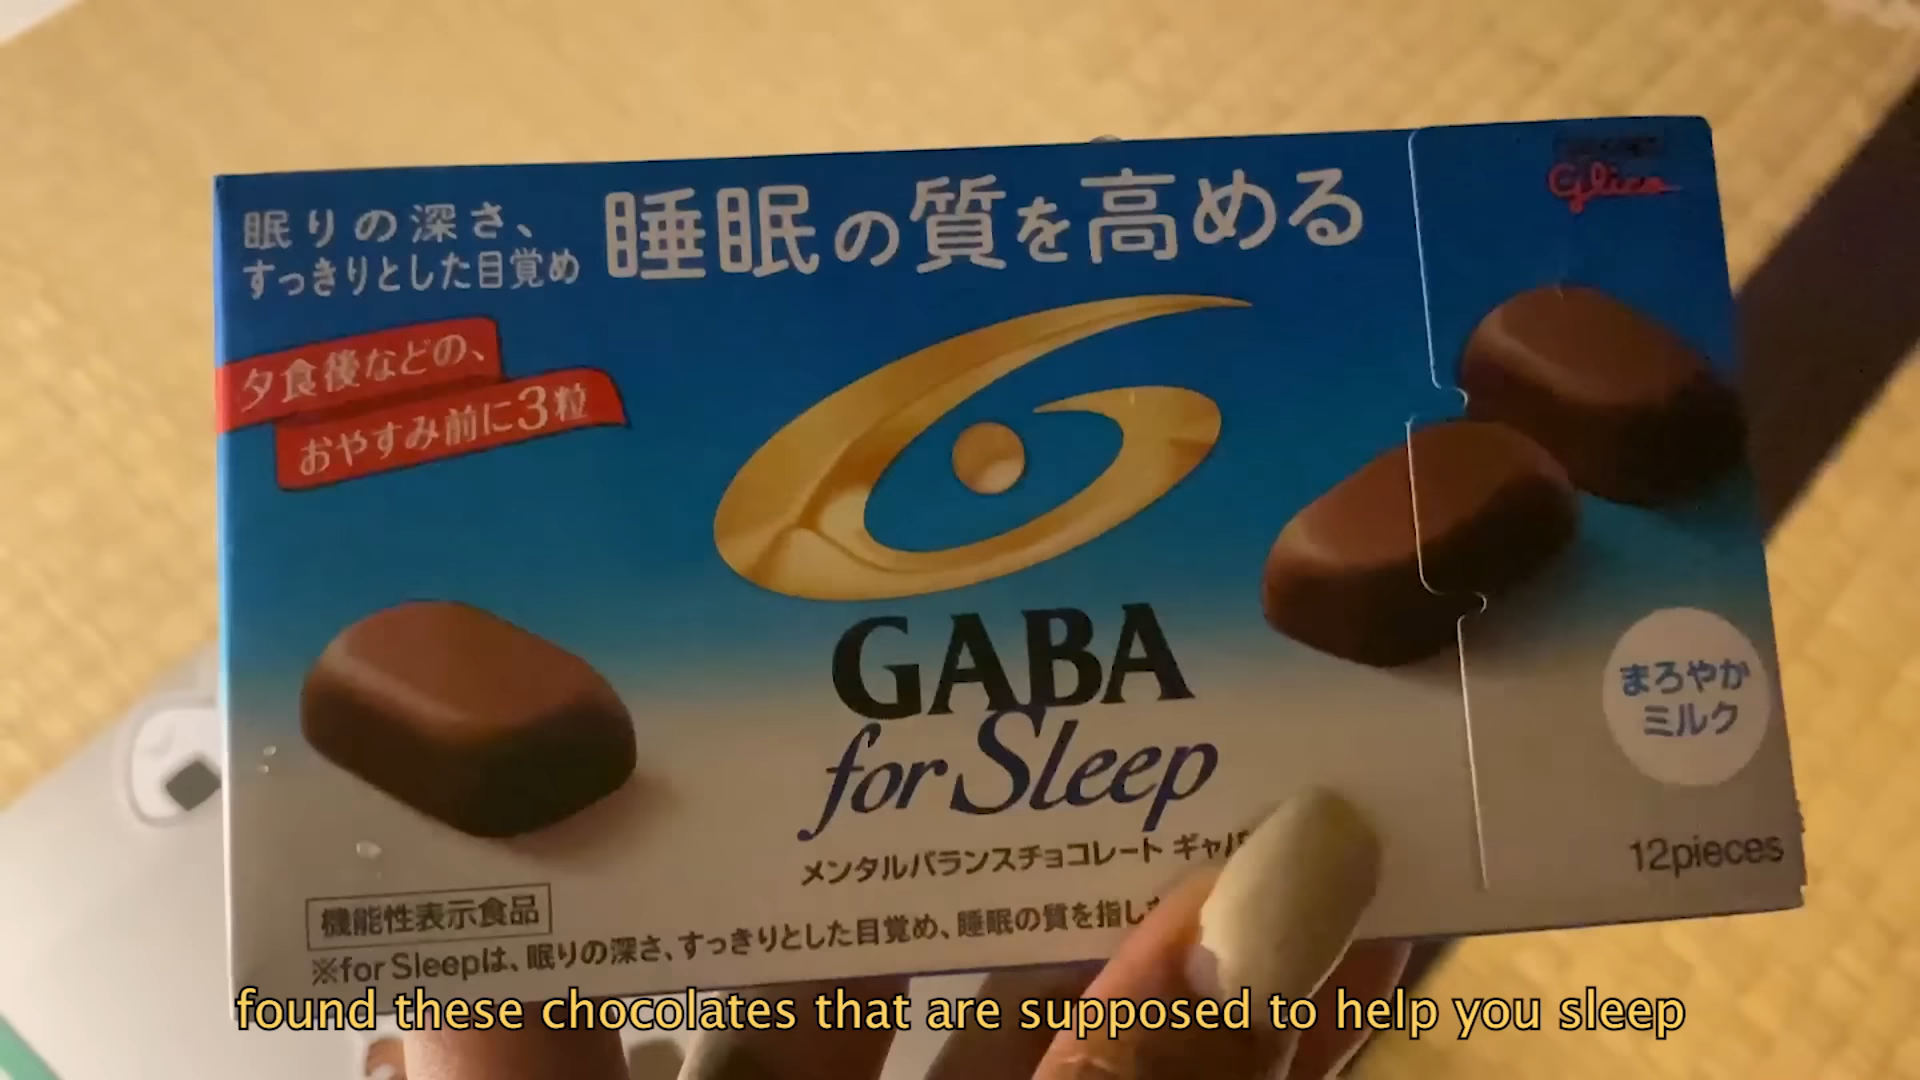 眠りの深さ、
すっきりとした目覚め
睡眠の質を高める
Glico
夕食後などの、
おやすみ前に3粒
GABA
for Sleep
メンタルバランスチョコレート
まろやか
ミルク
12pieces
機能性表示食品
※for Sleepは、眠りの深さ、すっきりとした目覚め、睡眠の質を指し
found these chocolates that are supposed to help you sleep